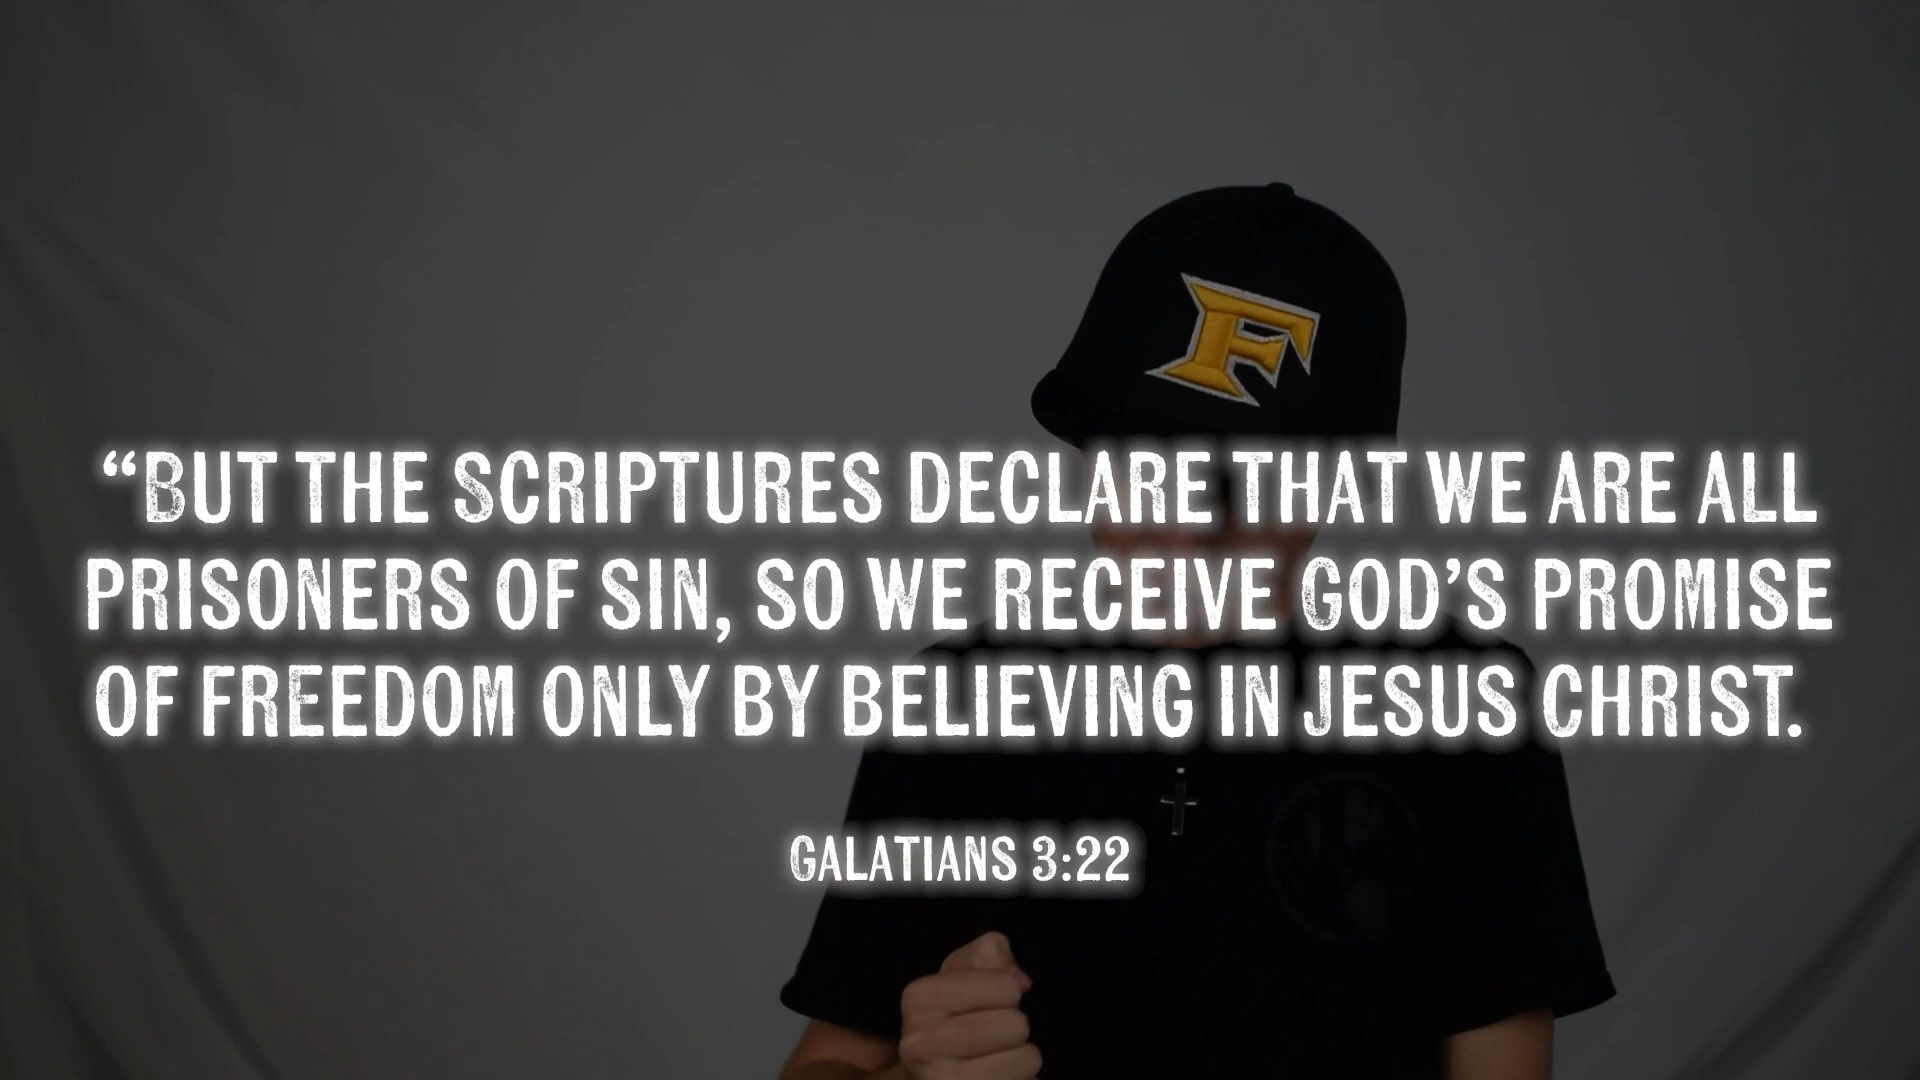 F
“BUT THE SCRIPTURES DECLARE THAT WE ARE ALL
PRISONERS OF SIN, SO WE RECEIVE GOD’S PROMISE
OF FREEDOM ONLY BY BELIEVING IN JESUS CHRIST.
GALATIANS 3:22